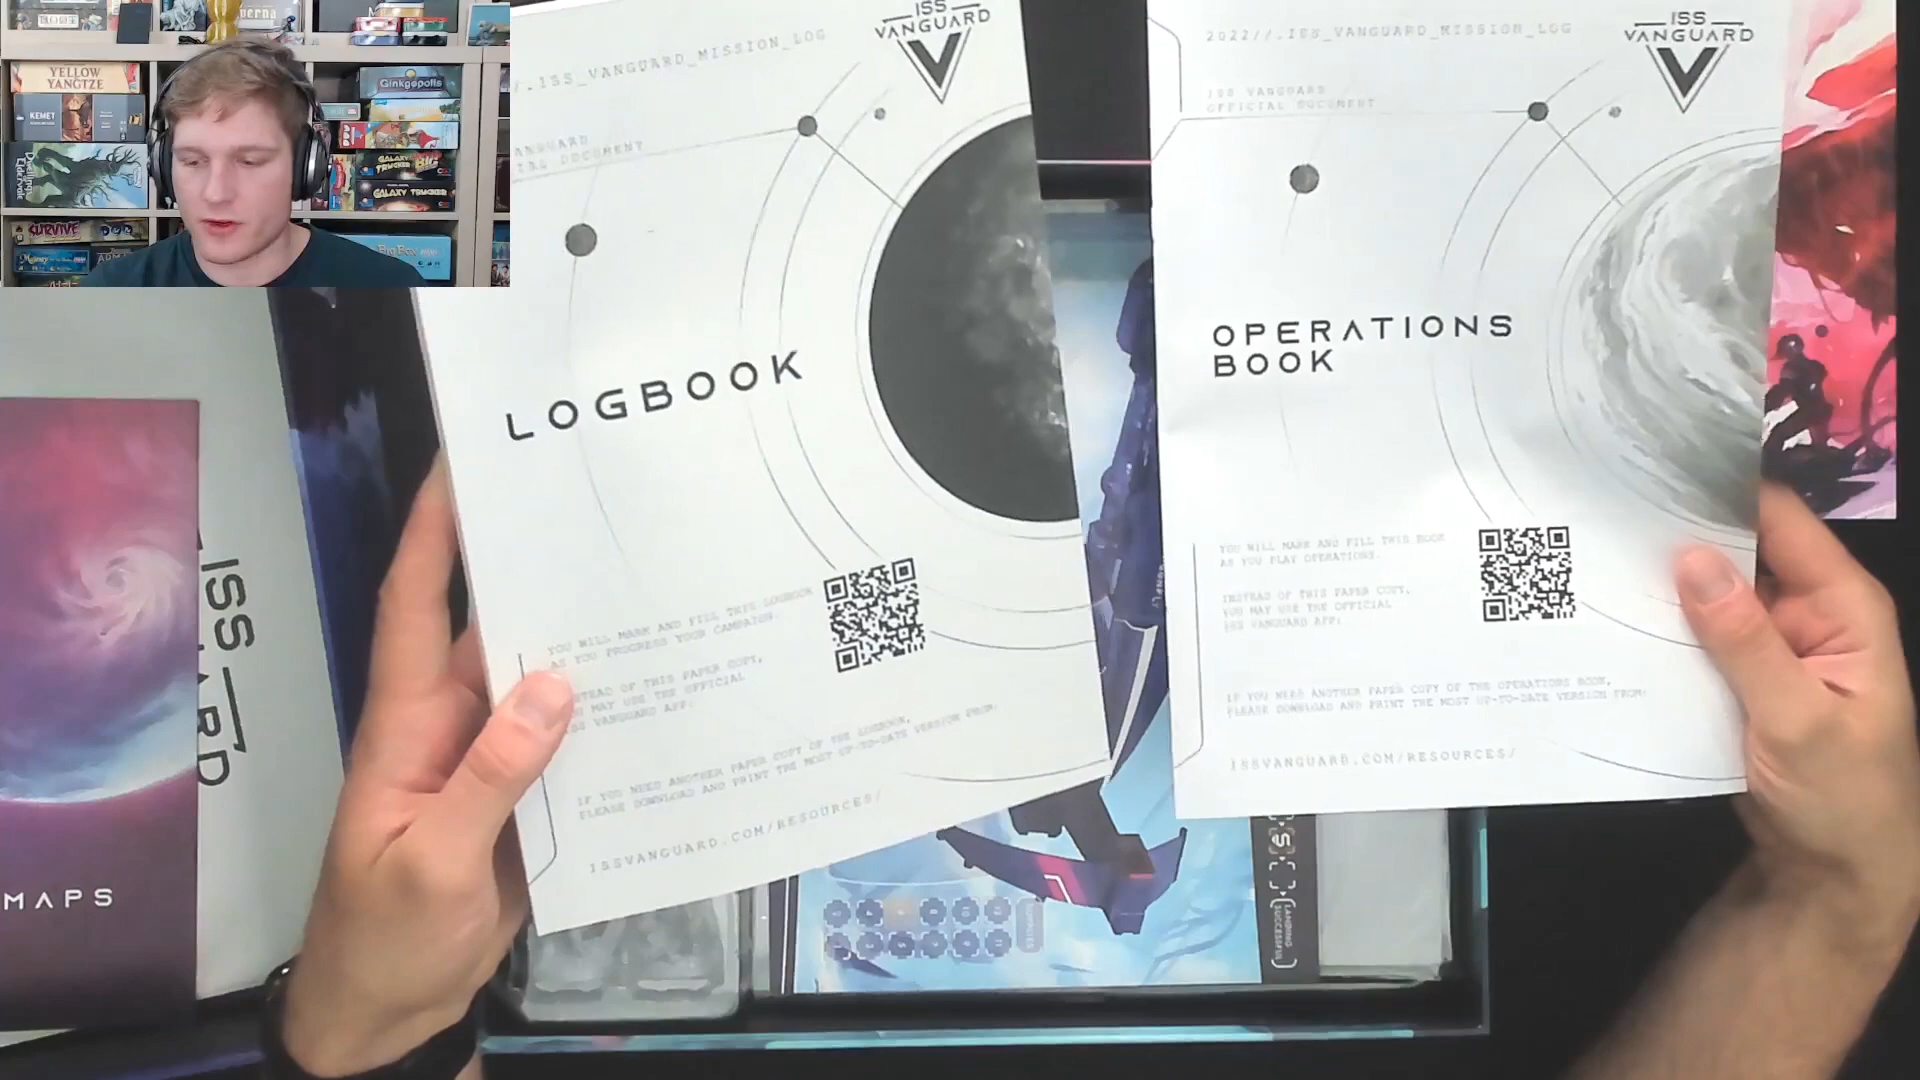 YELLOW
YANGTZE
KEMET
Ginkgopolis
GALAXY
TRUCKER
BIG
GALAXY TRUCKER
SURVIVE
ISS
VANGUARD
.ISS_VANGUARD_MISSION_LOG
LOGBOOK
YOU WILL MARK AND FILL THIS LOGBOOK
AS YOU PROGRESS YOUR CAMPAIGN.
OF THIS PAPER COPY,
MAY USE THE OFFICIAL
VANGUARD APP:
IF YOU NEED ANOTHER PAPER COPY OF THE LOGBOOK,
PLEASE DOWNLOAD AND PRINT THE MOST UP-TO-DATE VERSION FROM:
ISSVANGUARD.COM/RESOURCES/
2022//.ISS_VANGUARD_MISSION_LOG
ISS
VANGUARD
ISS VANGUARD
OFFICIAL DOCUMENT
OPERATIONS
BOOK
YOU WILL MARK AND FILL THIS BOOK
AS YOU PLAY OPERATIONS.
INSTEAD OF THIS PAPER COPY,
YOU MAY USE THE OFFICIAL
ISS VANGUARD APP:
IF YOU NEED ANOTHER PAPER COPY OF THE OPERATIONS BOOK,
PLEASE DOWNLOAD AND PRINT THE MOST UP-TO-DATE VERSION FROM:
ISSVANGUARD.COM/RESOURCES/
ISS
MAPS
LANDING
SUCCESSFUL